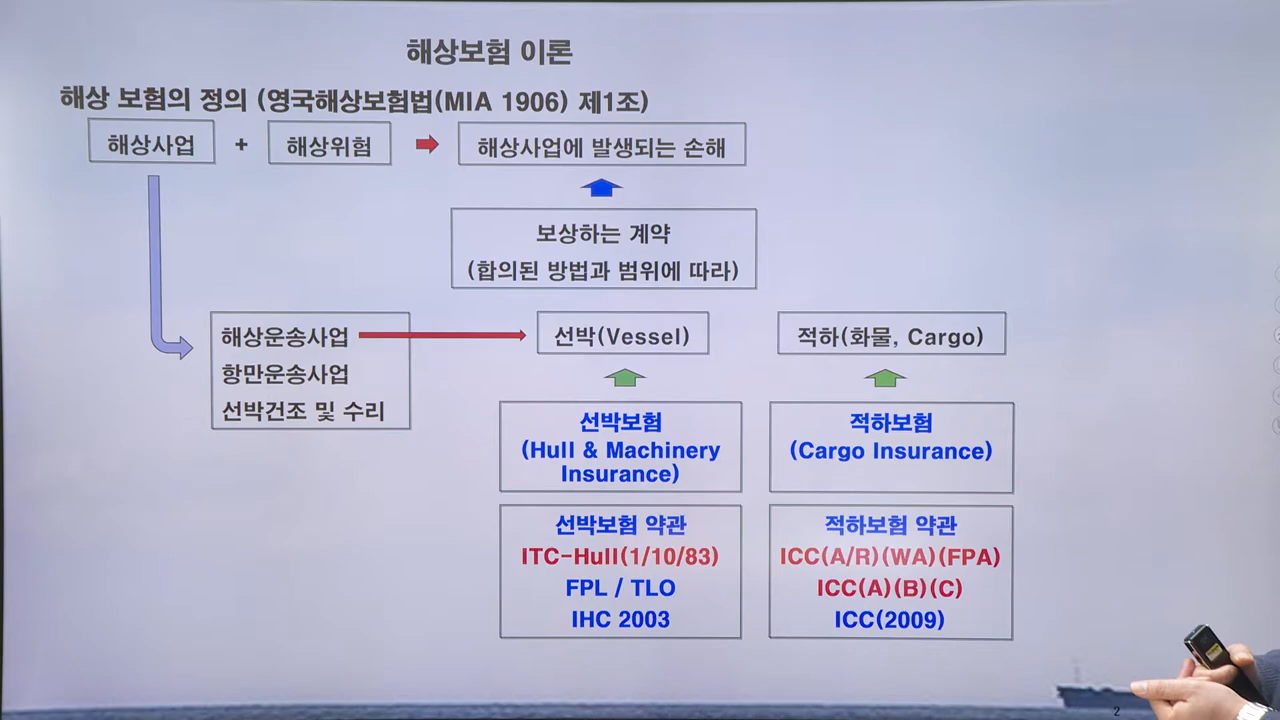 해상보험 이론
해상 보험의 정의 (영국해상보험법(MIA 1906) 제1조)
해상사업 + 해상위험 해상사업에 발생되는 손해
보상하는 계약
(합의된 방법과 범위에 따라)
해상운송사업
항만운송사업
선박건조 및 수리
선박(Vessel)
적하(화물, Cargo)
선박보험
(Hull & Machinery
Insurance)
적하보험
(Cargo Insurance)
선박보험 약관
ITC-Hull(1/10/83)
FPL / TLO
IHC 2003
적하보험 약관
ICC(A/R)(WA)(FPA)
ICC(A)(B)(C)
ICC(2009)
2